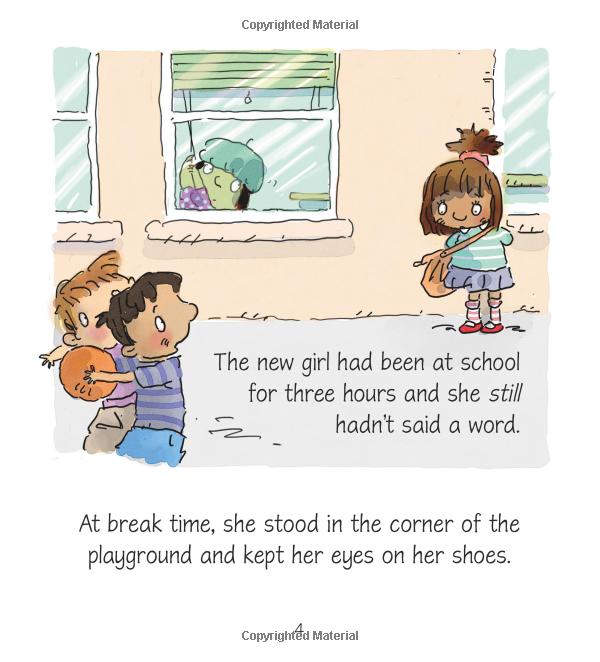 Copyrighted Material
The new girl had been at school
for three hours and she still
hadn't said a word.
At break time, she stood in the corner of the
playground and kept her eyes on her shoes.
4
Copyrighted Material